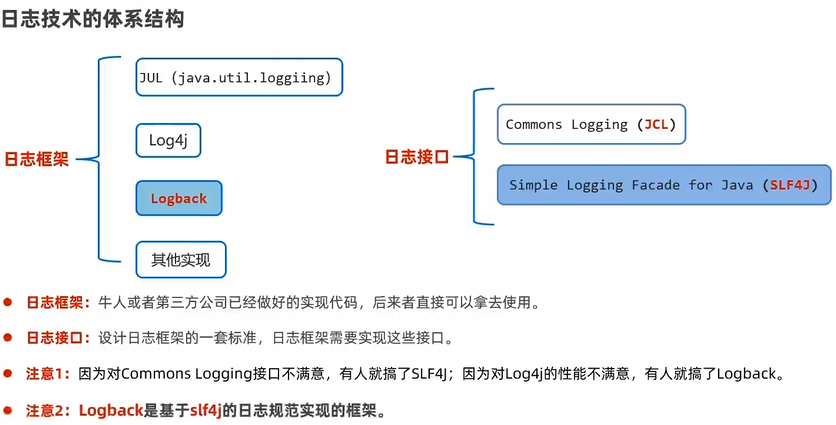 日志技术的体系结构
日志框架
JUL (java.util.loggiing)
Log4j
Logback
其他实现
日志接口
Commons Logging (JCL)
Simple Logging Facade for Java (SLF4J)
日志框架：牛人或者第三方公司已经做好的实现代码，后来者直接可以拿去使用。
日志接口：设计日志框架的一套标准，日志框架需要实现这些接口。
注意1：因为对Commons Logging接口不满意，有人就搞了SLF4J；因为对Log4j的性能不满意，有人就搞了Logback。
注意2：Logback是基于slf4j的日志规范实现的框架。